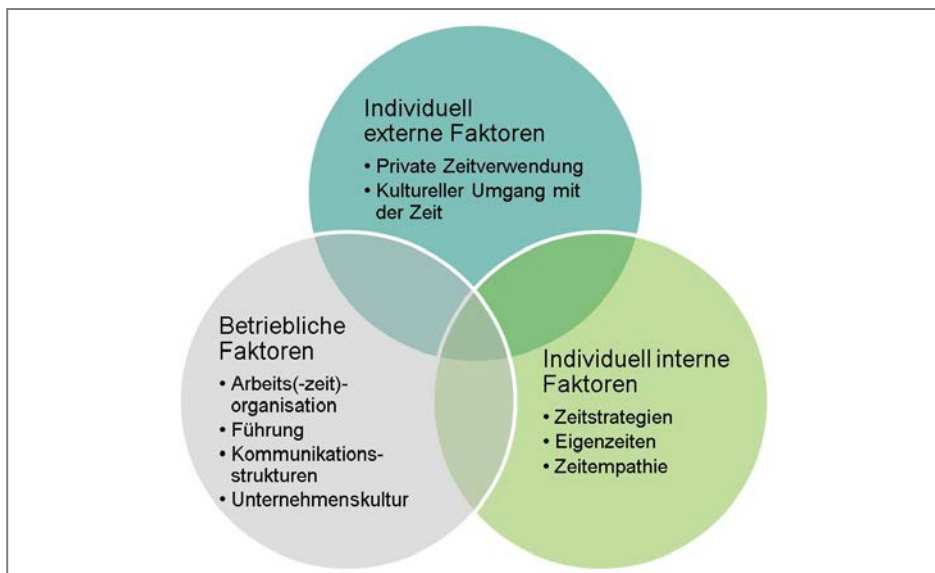 Individuell
externe Faktoren
• Private Zeitverwendung
• Kultureller Umgang mit
der Zeit
Betriebliche
Faktoren
• Arbeits(-zeit)-
organisation
• Führung
• Kommunikations-
strukturen
• Unternehmenskultur
Individuell interne
Faktoren
• Zeitstrategien
• Eigenzeiten
• Zeitempathie